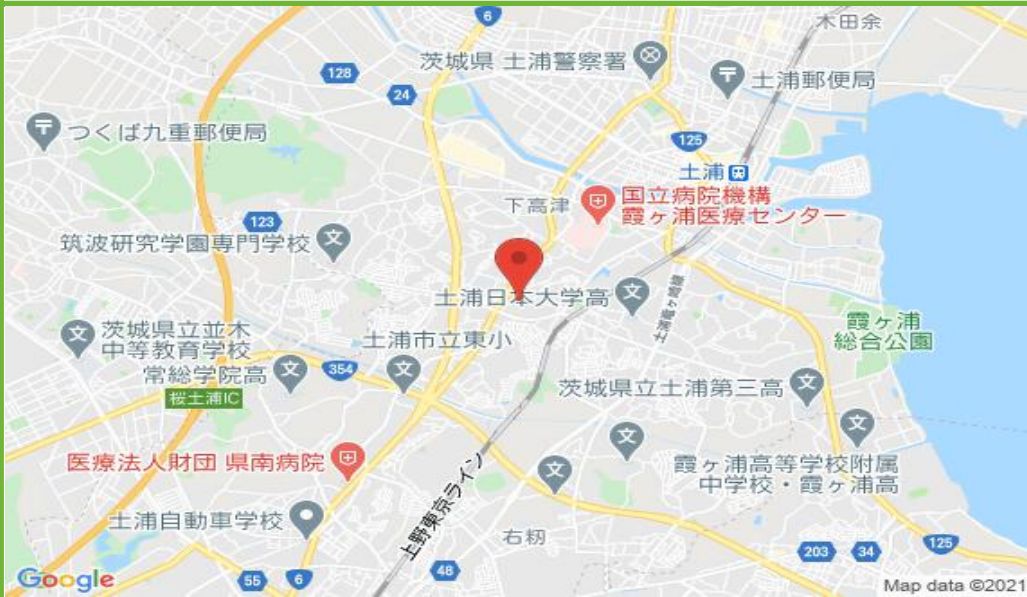 6
木田余
茨城県 土浦警察署
土浦郵便局
128
24
つくば九重郵便局
125
土浦
国立病院機構
霞ヶ浦医療センター
下高津
123
筑波研究学園専門学校
土浦日本大学高
霞ヶ浦
総合公園
茨城県立並木
中等教育学校
土浦市立東小
常総学院高
354
桜土浦IC
茨城県立土浦第三高
医療法人財団 県南病院
霞ヶ浦高等学校附属
中学校・霞ヶ浦高
上野東京ライン
土浦自動車学校
右籾
203
34
125
48
55
6
Google
Map data ©2021